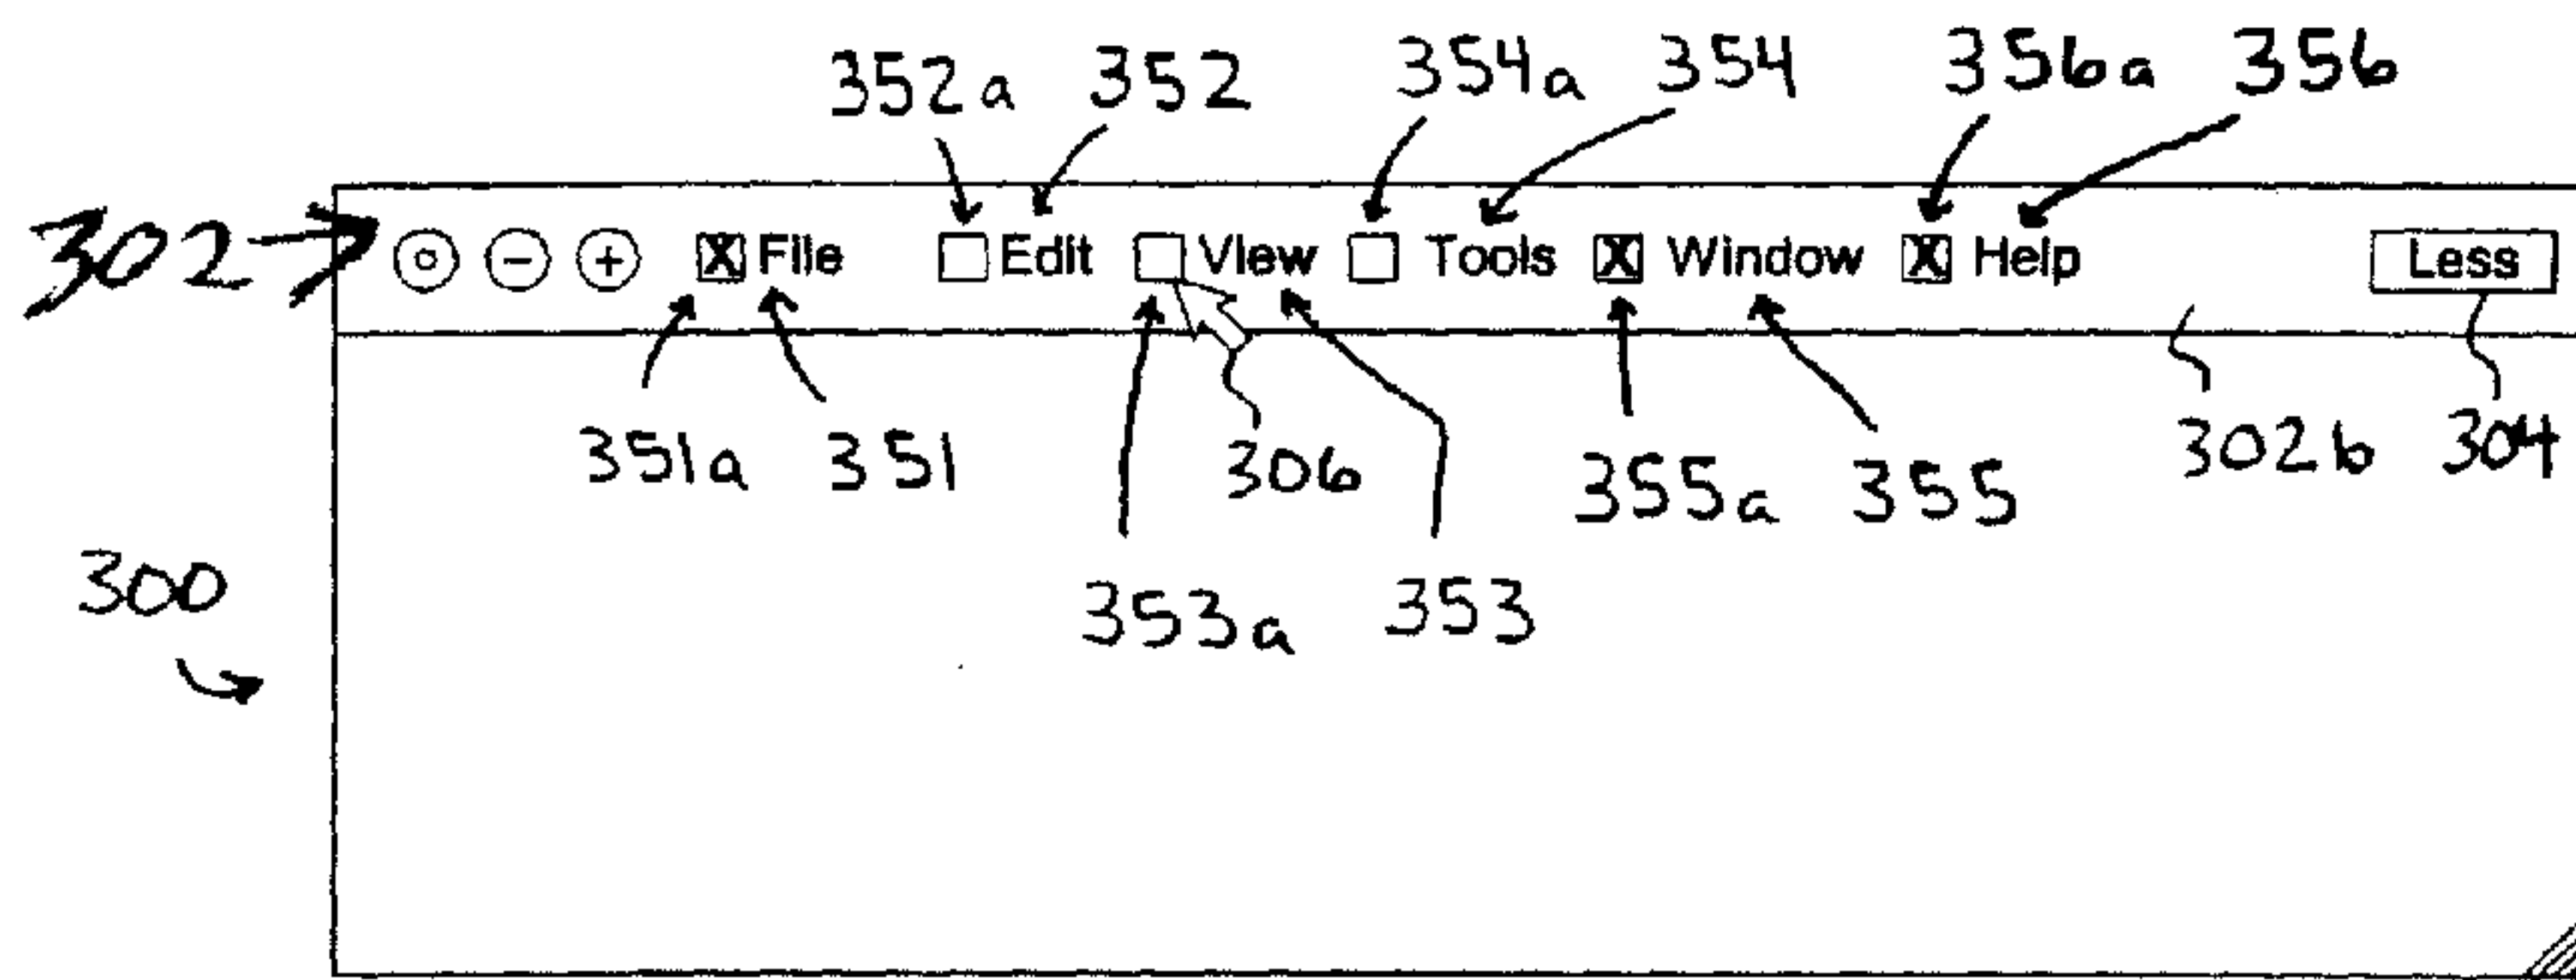 352a 352 354a 354 356a 356
302 X File Edit View Tools X Window X Help Less
351a 351 306 355a 355 302b 304
300 353a 353